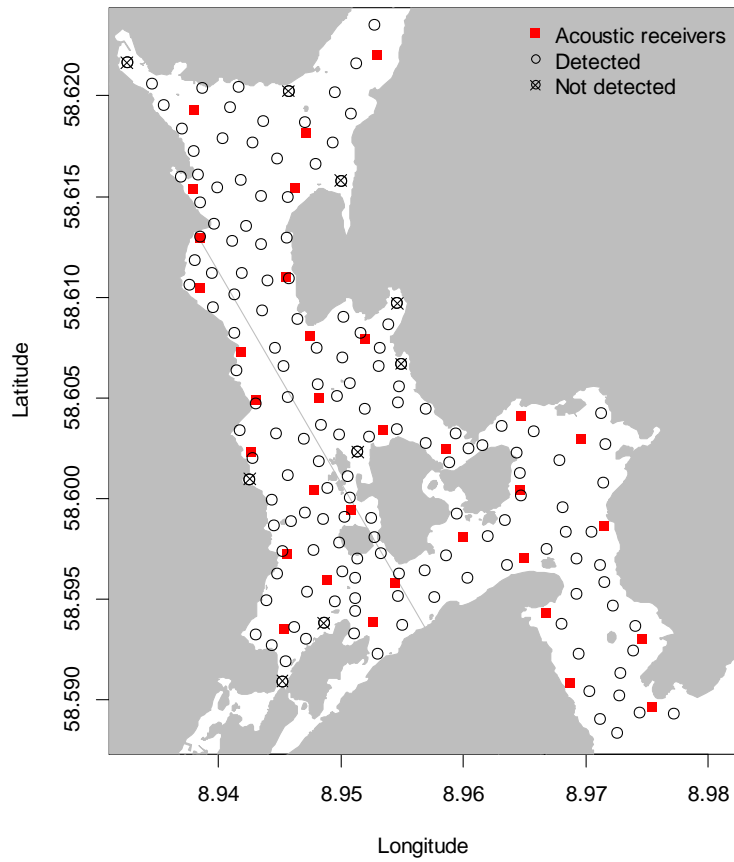 Acoustic receivers
Detected
Not detected
58.620
58.615
58.610
58.605
58.600
58.595
58.590
Latitude
8.94 8.95 8.96 8.97 8.98
Longitude